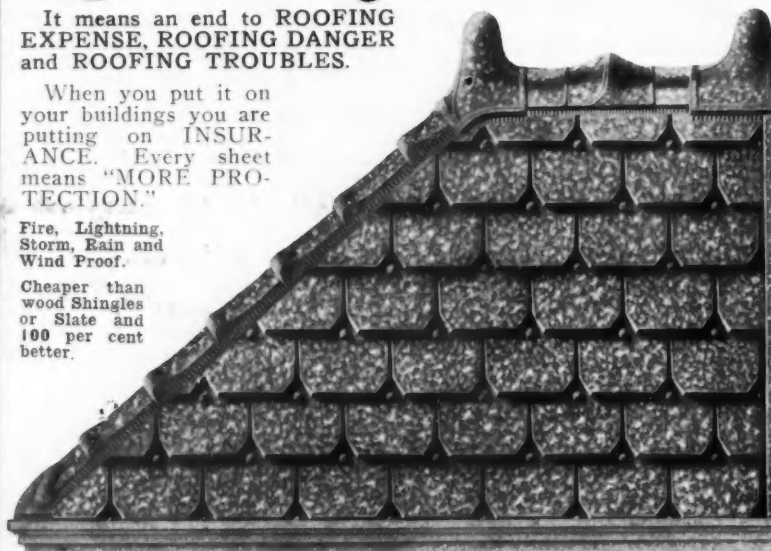 It means an end to ROOFING
EXPENSE, ROOFING DANGER
and ROOFING TROUBLES.
When you put it on
your buildings you are
putting on INSUR-
ANCE. Every sheet
means "MORE PRO-
TECTION."
Fire, Lightning,
Storm, Rain and
Wind Proof.
Cheaper than
wood Shingles
or Slate and
100 per cent
better.